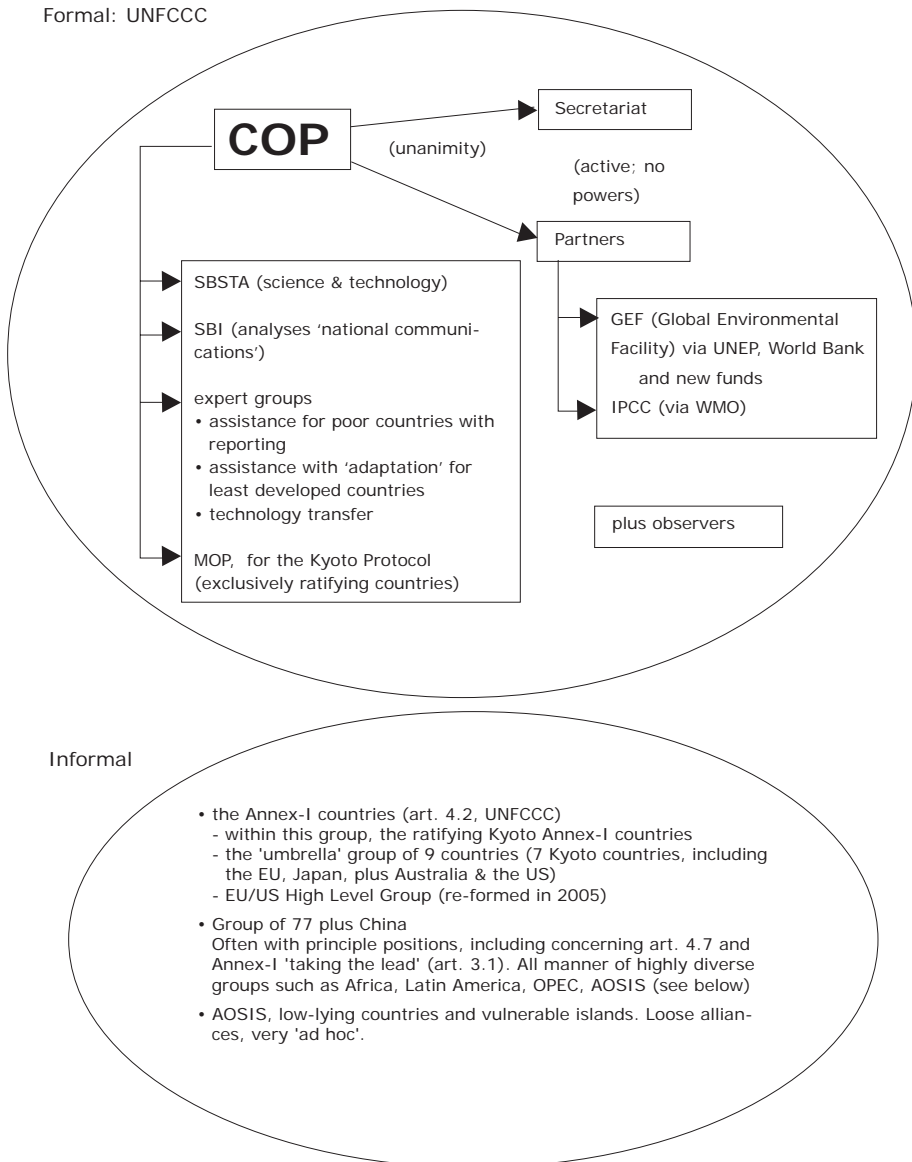 Formal: UNFCCC
COP
(unanimity)
Secretariat
(active; no
powers)
Partners
SBSTA (science & technology)
SBI (analyses ‘national communi-
cations’)
expert groups
• assistance for poor countries with
reporting
• assistance with ‘adaptation’ for
least developed countries
• technology transfer
MOP, for the Kyoto Protocol
(exclusively ratifying countries)
GEF (Global Environmental
Facility) via UNEP, World Bank
and new funds
IPCC (via WMO)
plus observers
Informal
• the Annex-I countries (art. 4.2, UNFCCC)
- within this group, the ratifying Kyoto Annex-I countries
- the 'umbrella' group of 9 countries (7 Kyoto countries, including
the EU, Japan, plus Australia & the US)
- EU/US High Level Group (re-formed in 2005)
• Group of 77 plus China
Often with principle positions, including concerning art. 4.7 and
Annex-I 'taking the lead' (art. 3.1). All manner of highly diverse
groups such as Africa, Latin America, OPEC, AOSIS (see below)
• AOSIS, low-lying countries and vulnerable islands. Loose allian-
ces, very 'ad hoc'.